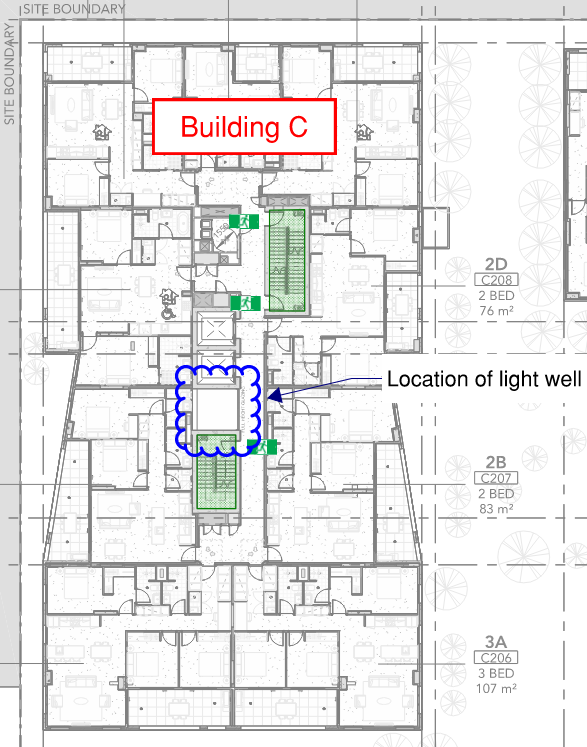 SITE BOUNDARY
SITE BOUNDARY
Building C
1550
2D
C208
2 BED
76 m²
Location of light well
2B
C207
2 BED
83 m²
3A
C206
3 BED
107 m²